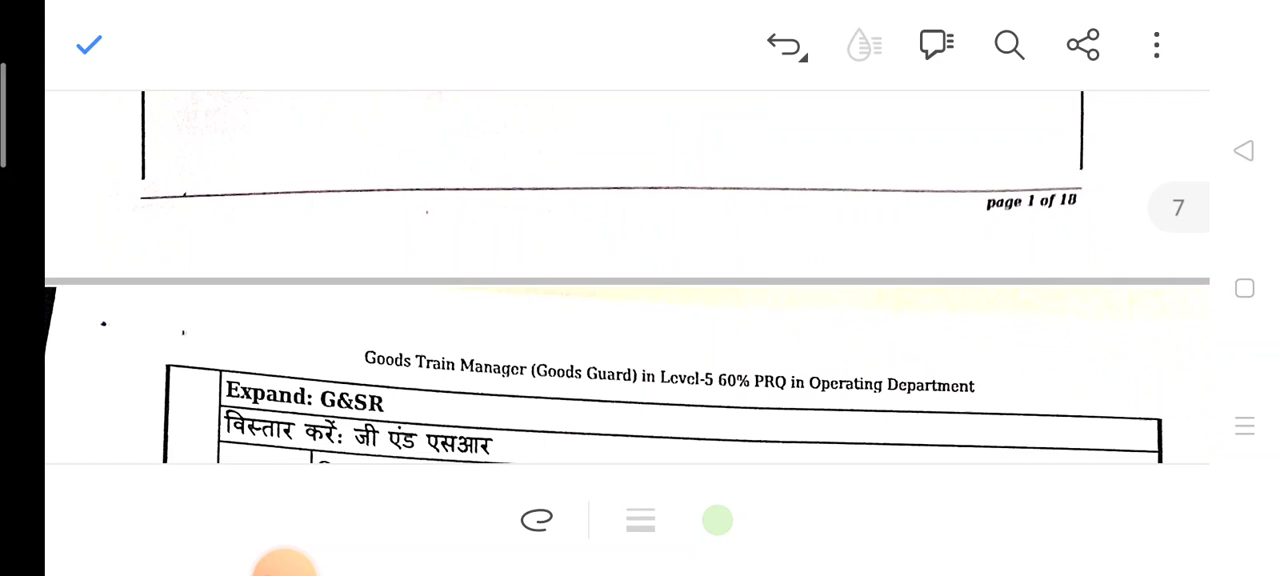 page 1 of 18
7
Goods Train Manager (Goods Guard) in Level-5 60% PRQ in Operating Department
Expand: G&SR
विस्तार करें: जी एंड एसआर